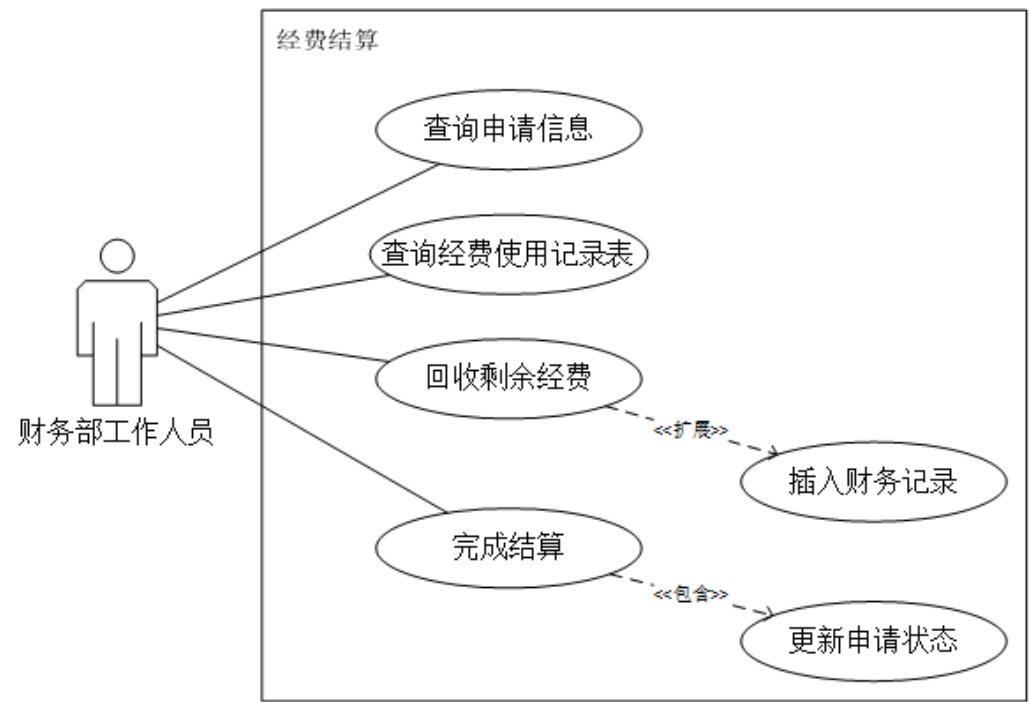 经费结算
查询申请信息
查询经费使用记录表
回收剩余经费
财务部工作人员
<<扩展>>
插入财务记录
完成结算
<<包含>>
更新申请状态